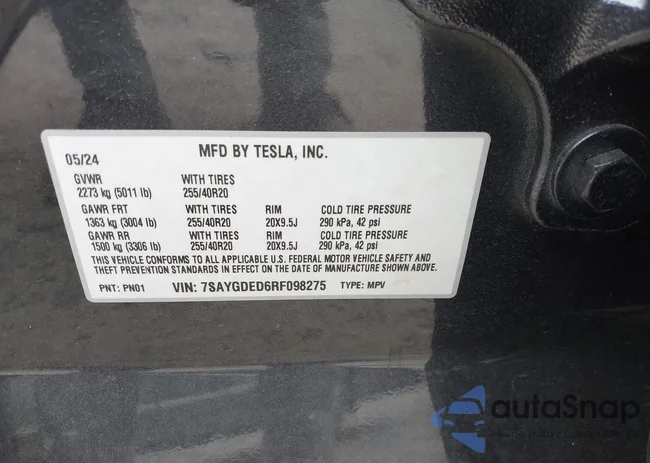 05/24 MFD BY TESLA, INC.
GVWR WITH TIRES
2273 kg (5011 lb) 255/40R20
GAWR FRT WITH TIRES RIM COLD TIRE PRESSURE
1363 kg (3004 lb) 255/40R20 20X9.5J 290 kPa, 42 psi
GAWR RR WITH TIRES RIM COLD TIRE PRESSURE
1500 kg (3306 lb) 255/40R20 20X9.5J 290 kPa, 42 psi
THIS VEHICLE CONFORMS TO ALL APPLICABLE U.S. FEDERAL MOTOR VEHICLE SAFETY AND
THEFT PREVENTION STANDARDS IN EFFECT ON THE DATE OF MANUFACTURE SHOWN ABOVE.
PNT: PN01 VIN: 7SAYGDED6RF098275 TYPE: MPV
autaSnap